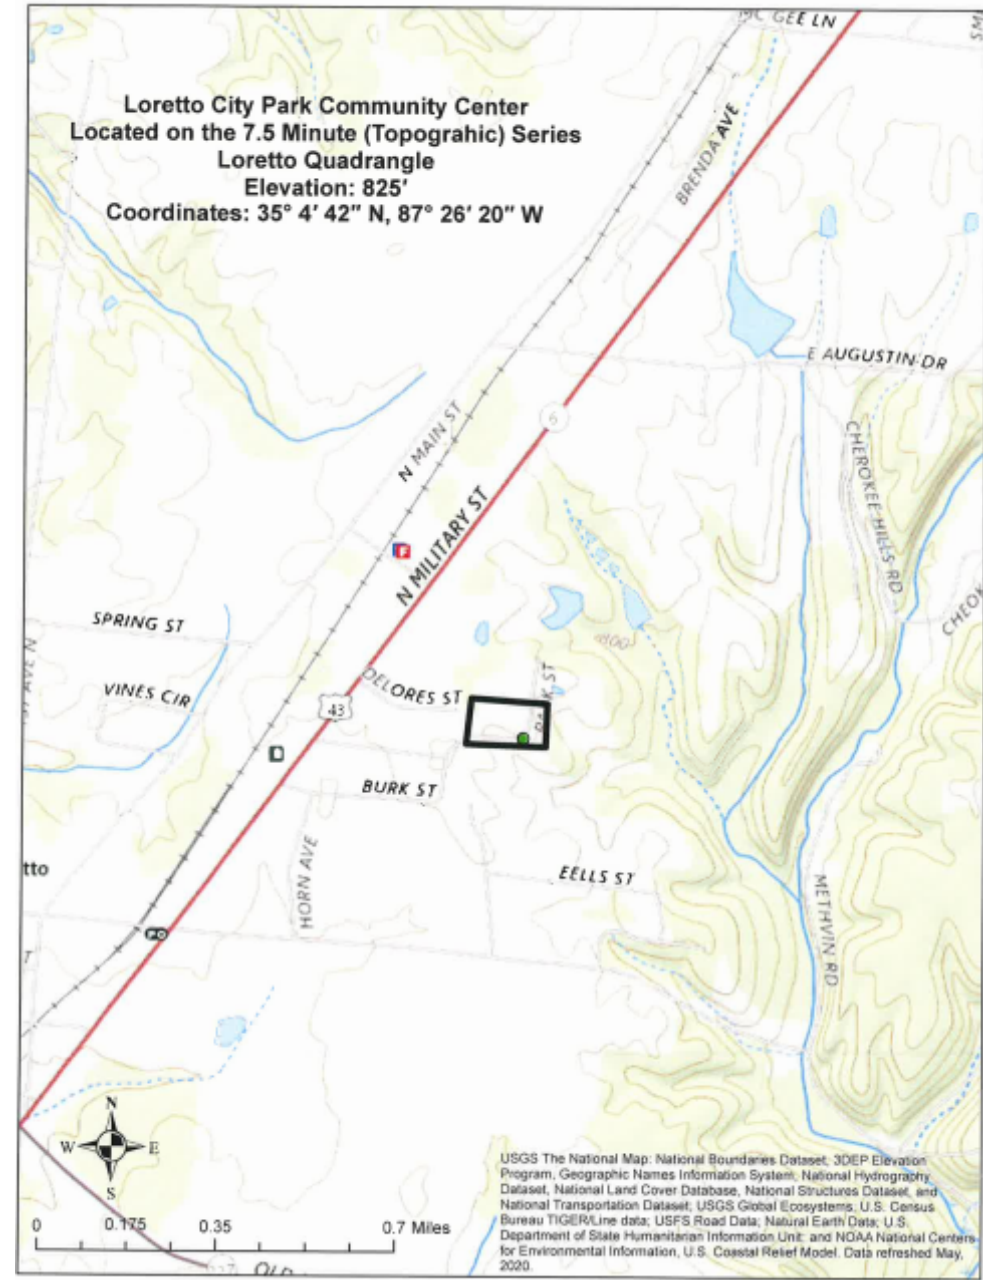 MC GEE LN
Loretto City Park Community Center
Located on the 7.5 Minute (Topograhic) Series
Loretto Quadrangle
Elevation: 825'
Coordinates: 35° 4' 42" N, 87° 26' 20" W
BRENDA AVE
E AUGUSTIN DR
N MAIN ST
6
CHEROKEE HILLS RD
N MILITARY ST
F
SPRING ST
CHEOK
800
VINES CIR
DELORES ST
43
BURK ST
HORN AVE
tto
EELLS ST
METHVIN RD
N
W E
S
0 0.175 0.35 0.7 Miles
USGS The National Map: National Boundaries Dataset, 3DEP Elevation
Program, Geographic Names Information System, National Hydrography
Dataset, National Land Cover Database, National Structures Dataset, and
National Transportation Dataset; USGS Global Ecosystems; U.S. Census
Bureau TIGER/Line data; USFS Road Data; Natural Earth Data; U.S.
Department of State Humanitarian Information Unit; and NOAA National Centers
for Environmental Information, U.S. Coastal Relief Model. Data refreshed May,
2020.